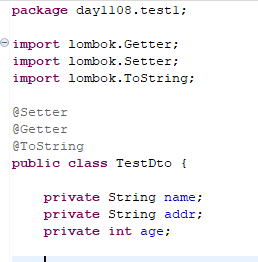 package day1108.test1;
import lombok.Getter;
import lombok.Setter;
import lombok.ToString;
@Setter
@Getter
@ToString
public class TestDto {
private String name;
private String addr;
private int age;